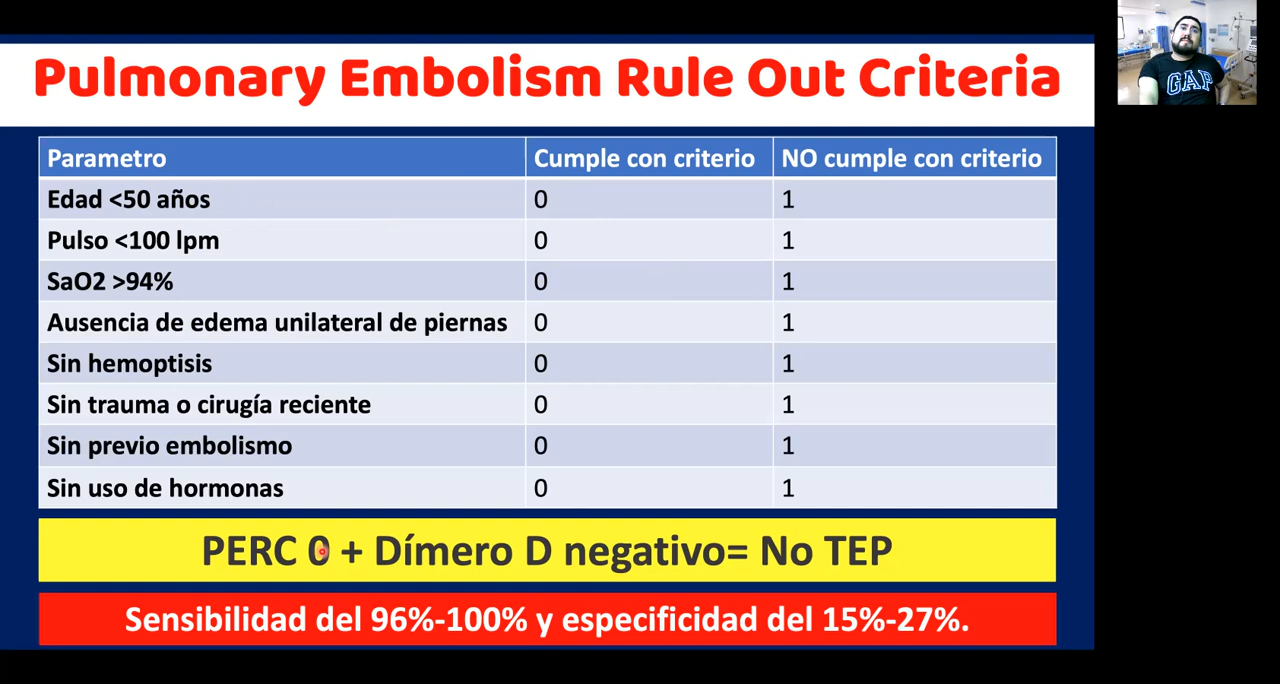 Pulmonary Embolism Rule Out Criteria
GAP
Parametro Cumple con criterio NO cumple con criterio
Edad <50 años 0 1
Pulso <100 lpm 0 1
SaO2 >94% 0 1
Ausencia de edema unilateral de piernas 0 1
Sin hemoptisis 0 1
Sin trauma o cirugía reciente 0 1
Sin previo embolismo 0 1
Sin uso de hormonas 0 1
PERC 0 + Dímero D negativo= No TEP
Sensibilidad del 96%-100% y especificidad del 15%-27%.